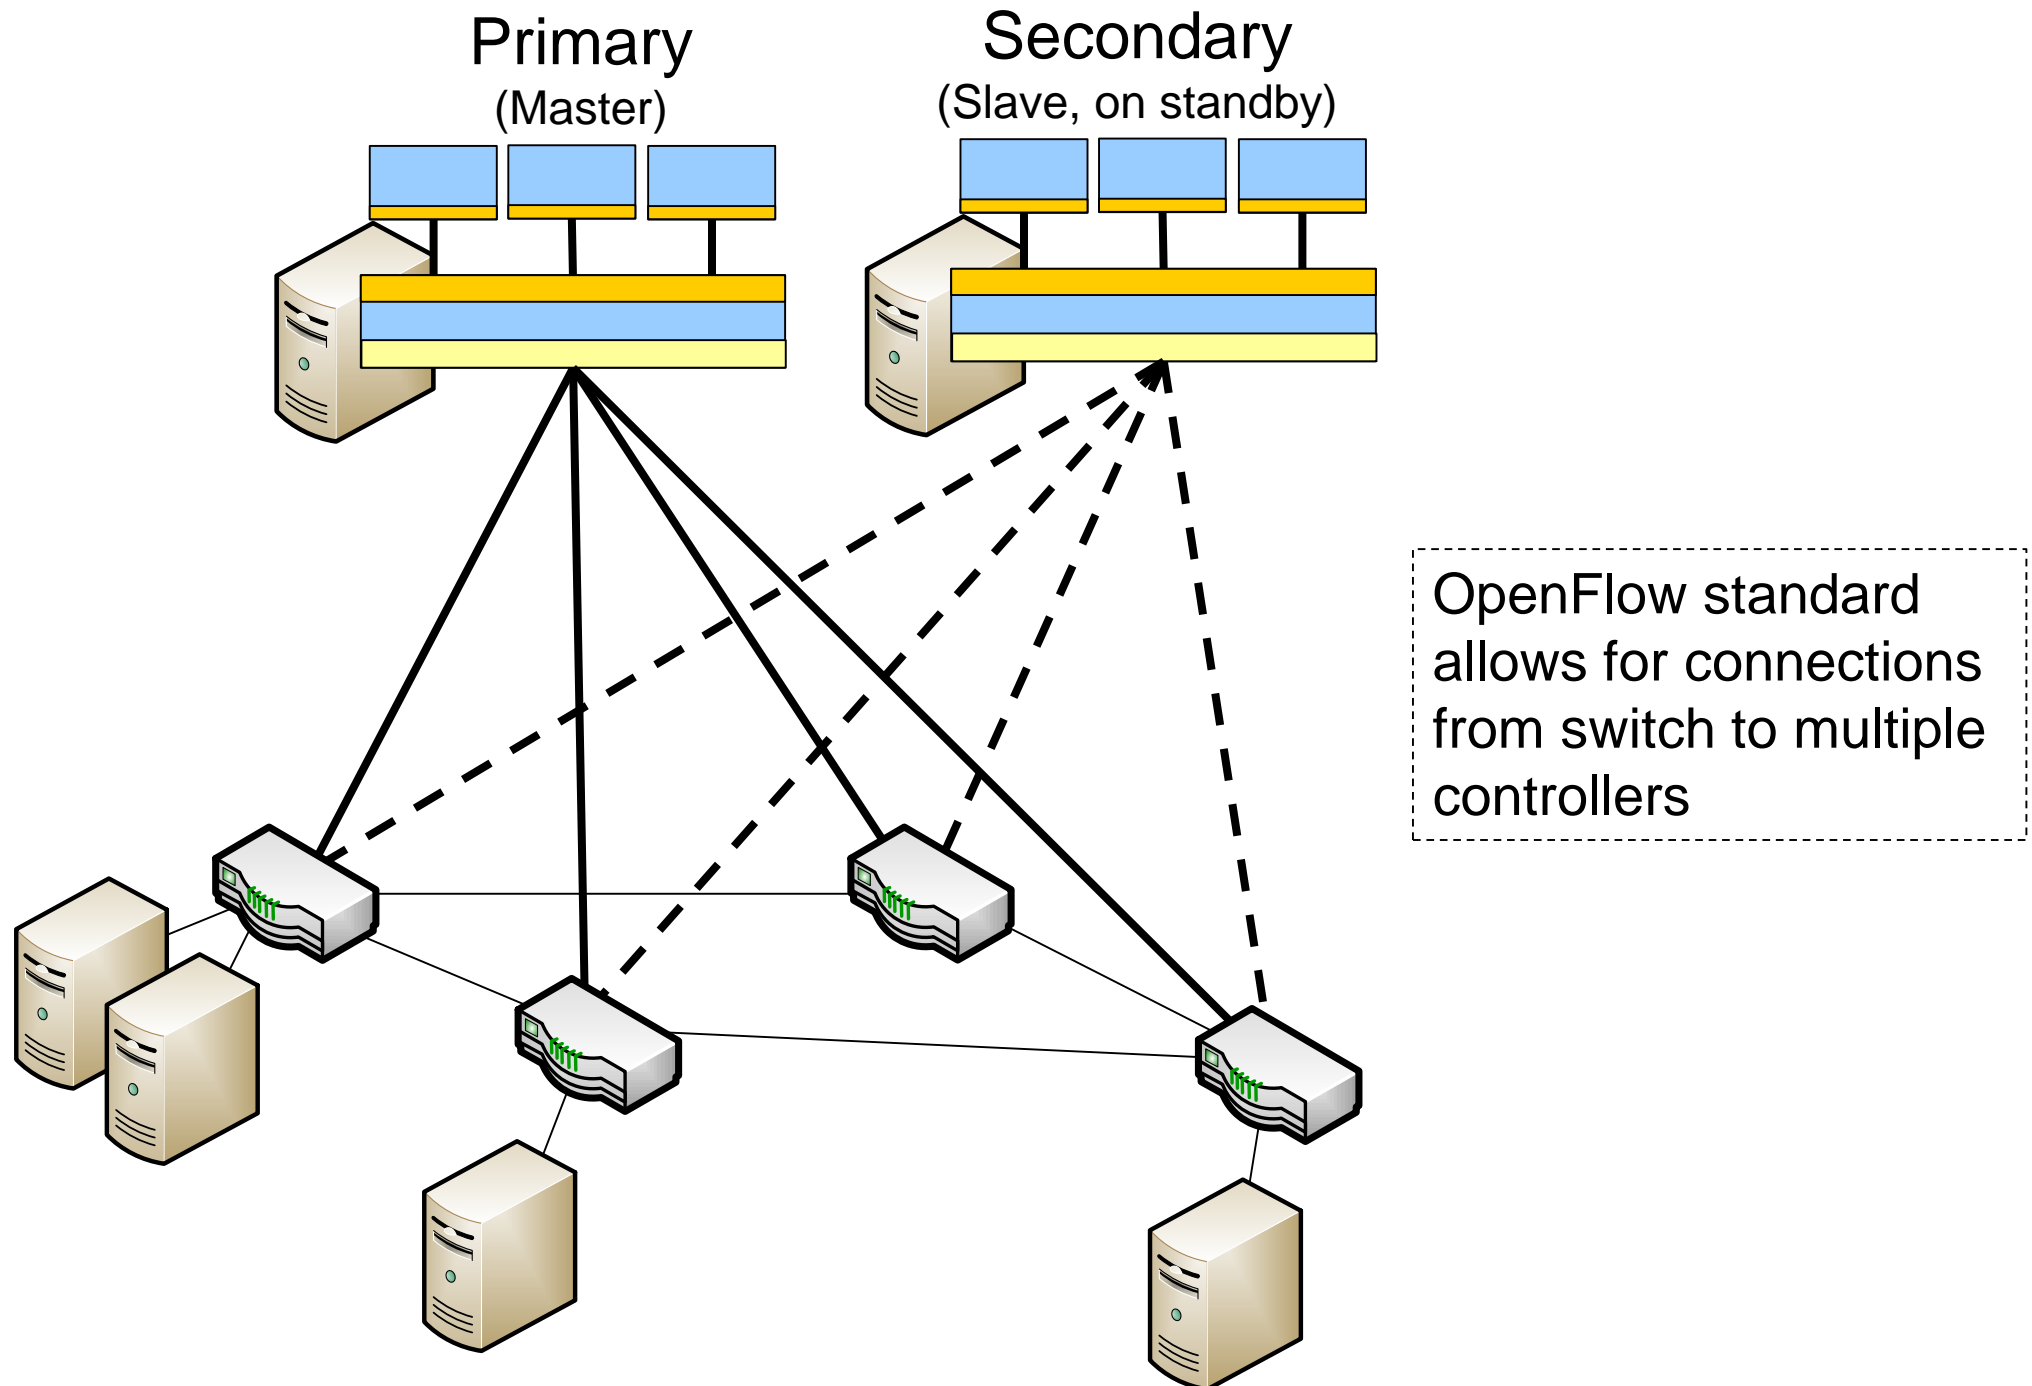 Primary
(Master)
Secondary
(Slave, on standby)
OpenFlow standard
allows for connections
from switch to multiple
controllers